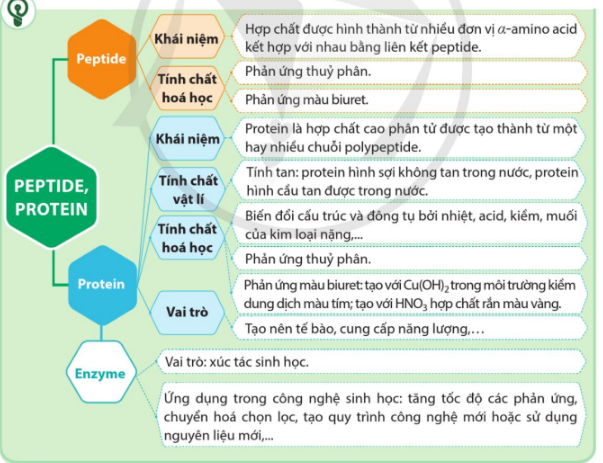 Peptide
Khái niệm
Hợp chất được hình thành từ nhiều đơn vị α-amino acid
kết hợp với nhau bằng liên kết peptide.
Tính chất
hoá học
Phản ứng thuỷ phân.
Phản ứng màu biuret.
PEPTIDE,
PROTEIN
Protein
Khái niệm
Protein là hợp chất cao phân tử được tạo thành từ một
hay nhiều chuỗi polypeptide.
Tính chất
vật lí
Tính tan: protein hình sợi không tan trong nước, protein
hình cầu tan được trong nước.
Tính chất
hoá học
Biến đổi cấu trúc và đông tụ bởi nhiệt, acid, kiềm, muối
của kim loại nặng,...
Phản ứng thuỷ phân.
Phản ứng màu biuret: tạo với Cu(OH)₂ trong môi trường kiềm
dung dịch màu tím; tạo với HNO₃ hợp chất rắn màu vàng.
Vai trò
Tạo nên tế bào, cung cấp năng lượng,...
Enzyme
Vai trò: xúc tác sinh học.
Ứng dụng trong công nghệ sinh học: tăng tốc độ các phản ứng,
chuyển hoá chọn lọc, tạo quy trình công nghệ mới hoặc sử dụng
nguyên liệu mới,...